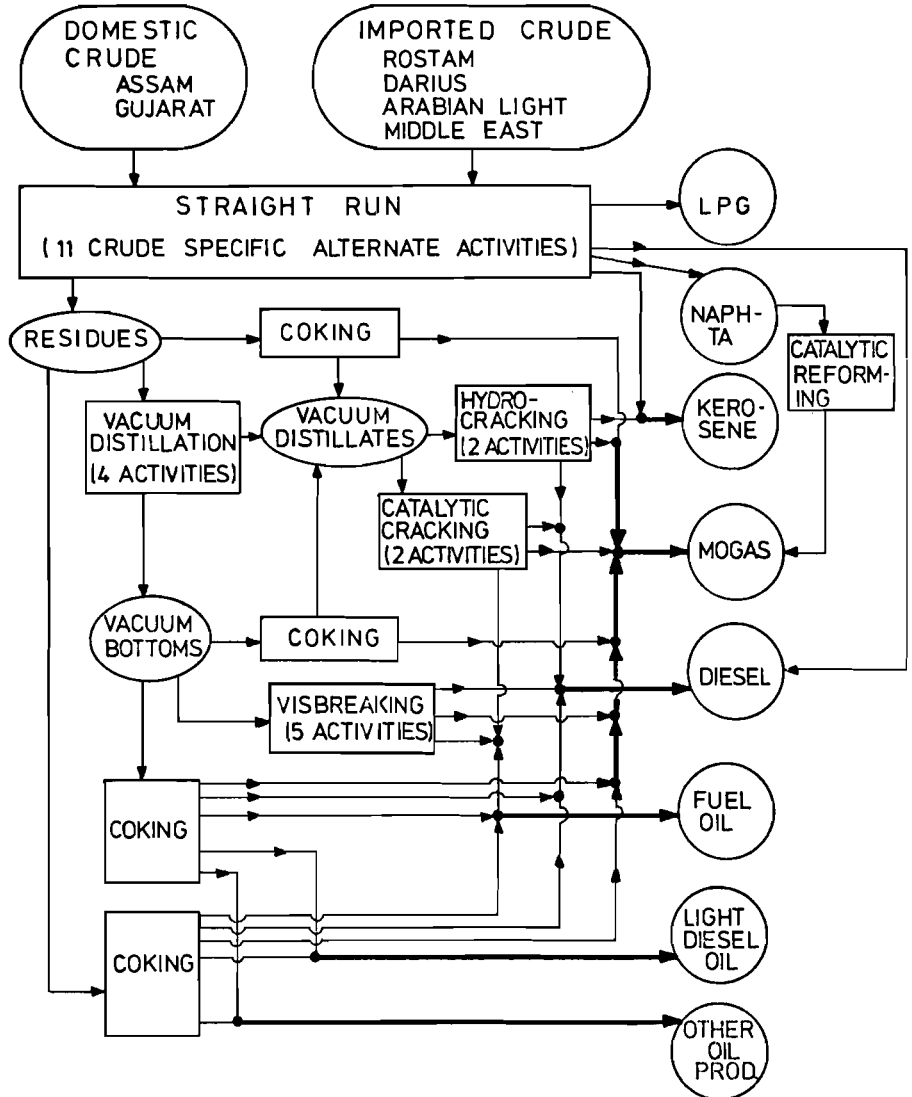 DOMESTIC
CRUDE
ASSAM
GUJARAT
IMPORTED CRUDE
ROSTAM
DARIUS
ARABIAN LIGHT
MIDDLE EAST
STRAIGHT RUN
(11 CRUDE SPECIFIC ALTERNATE ACTIVITIES)
LPG
NAPH-
TA
CATALYTIC
REFORM-
ING
RESIDUES
COKING
VACUUM
DISTILLATION
(4 ACTIVITIES)
VACUUM
DISTILLATES
HYDRO-
CRACKING
(2 ACTIVITIES)
KERO-
SENE
CATALYTIC
CRACKING
(2 ACTIVITIES)
MOGAS
VACUUM
BOTTOMS
COKING
DIESEL
VISBREAKING
(5 ACTIVITIES)
COKING
FUEL
OIL
COKING
LIGHT
DIESEL
OIL
OTHER
OIL
PROD.